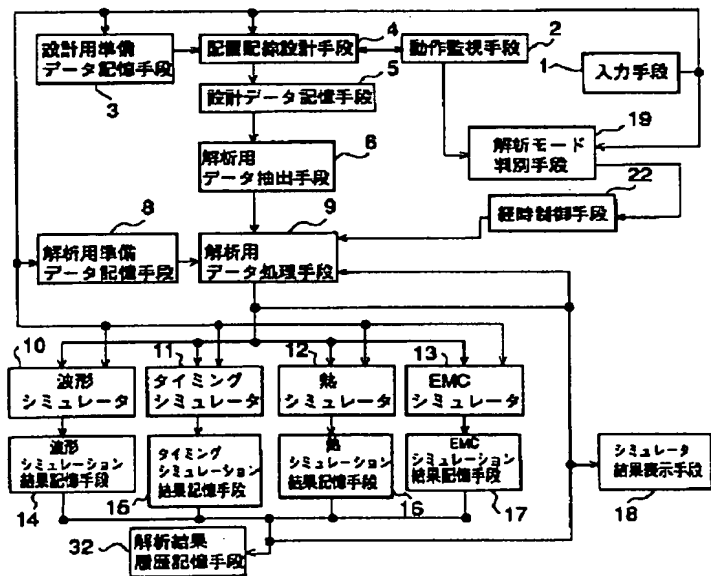 設計用準備
データ記憶手段
3
配置配線設計手段
4
動作監視手段
2
1
入力手段
5
設計データ記憶手段
19
解析モード
判別手段
6
解析用
データ抽出手段
22
経時制御手段
8
解析用準備
データ記憶手段
9
解析用
データ処理手段
10
波形
シミュレータ
11
タイミング
シミュレータ
12
熱
シミュレータ
13
EMC
シミュレータ
波形
シミュレーション
結果記憶手段
14
タイミング
シミュレーション
結果記憶手段
15
熱
シミュレーション
結果記憶手段
16
EMC
シミュレーション
結果記憶手段
17
シミュレータ
結果表示手段
18
32
解析結果
履歴記憶手段